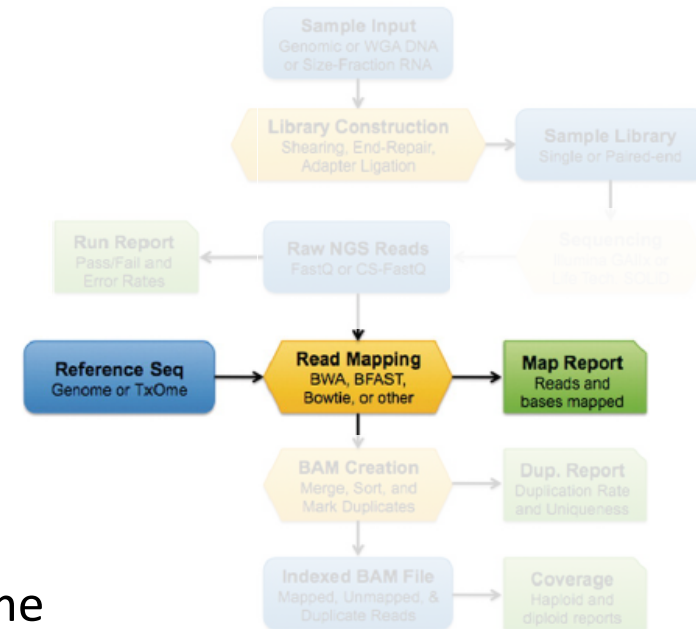 Sample Input
Genomic or WGA DNA
or Size-Fraction RNA
Library Construction
Shearing, End-Repair,
Adapter Ligation
Sample Library
Single or Paired-end
Run Report
Pass/Fail and
Error Rates
Raw NGS Reads
FastQ or CS-FastQ
Sequencing
Reference Seq
Genome or TxOme
Read Mapping
BWA, BFAST,
Bowtie, or other
Map Report
Reads and
bases mapped
BAM Creation
Merge, Sort, and
Mark Duplicates
Dup. Report
Duplication Rate
and Uniqueness
Indexed BAM File
Mapped, Unmapped, &
Duplicate Reads
Coverage
Haploid and
diploid reports